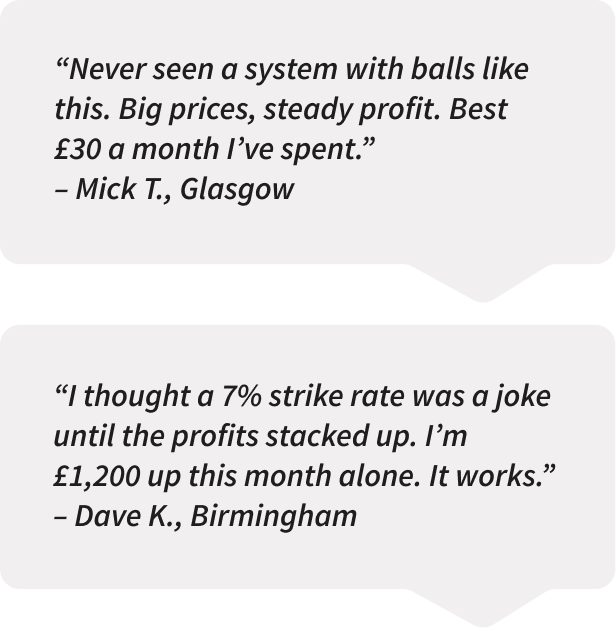 “Never seen a system with balls like
this. Big prices, steady profit. Best
£30 a month I’ve spent.”
– Mick T., Glasgow
“I thought a 7% strike rate was a joke
until the profits stacked up. I’m
£1,200 up this month alone. It works.”
– Dave K., Birmingham